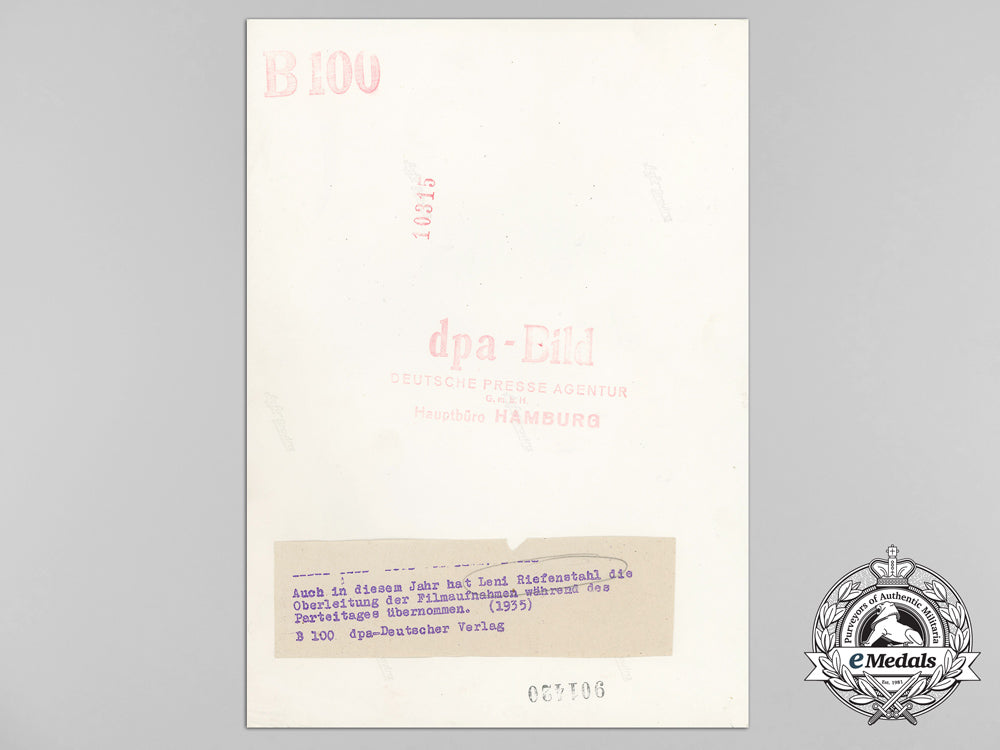 B 100
10315
dpa-Bild
DEUTSCHE PRESSE AGENTUR
G.m.b.H.
Hauptbüro HAMBURG
Auch in diesem Jahr hat Leni Riefenstahl die
Oberleitung der Filmaufnahmen während des
Parteitages übernommen. (1935)
B 100 dpa-Deutscher Verlag
901420
Purveyors of Authentic Militaria
eMedals
Est. 1981